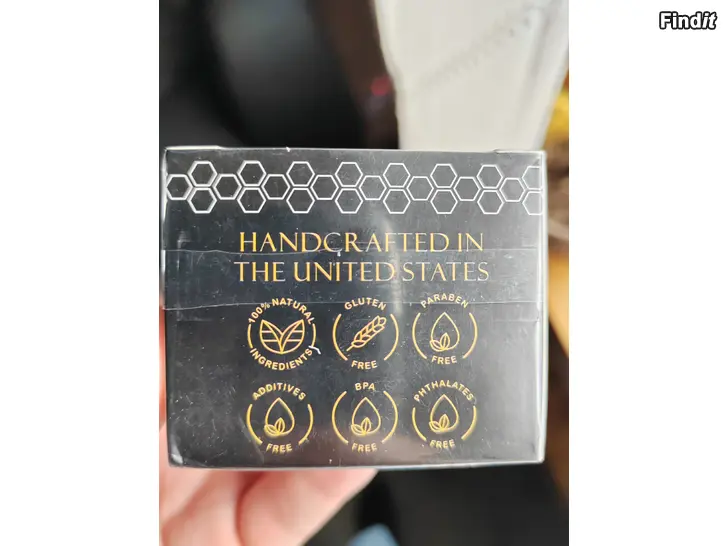 Findit
HANDCRAFTED IN
THE UNITED STATES
100% NATURAL INGREDIENTS
GLUTEN FREE
PARABEN FREE
ADDITIVES FREE
BPA FREE
PHTHALATES FREE